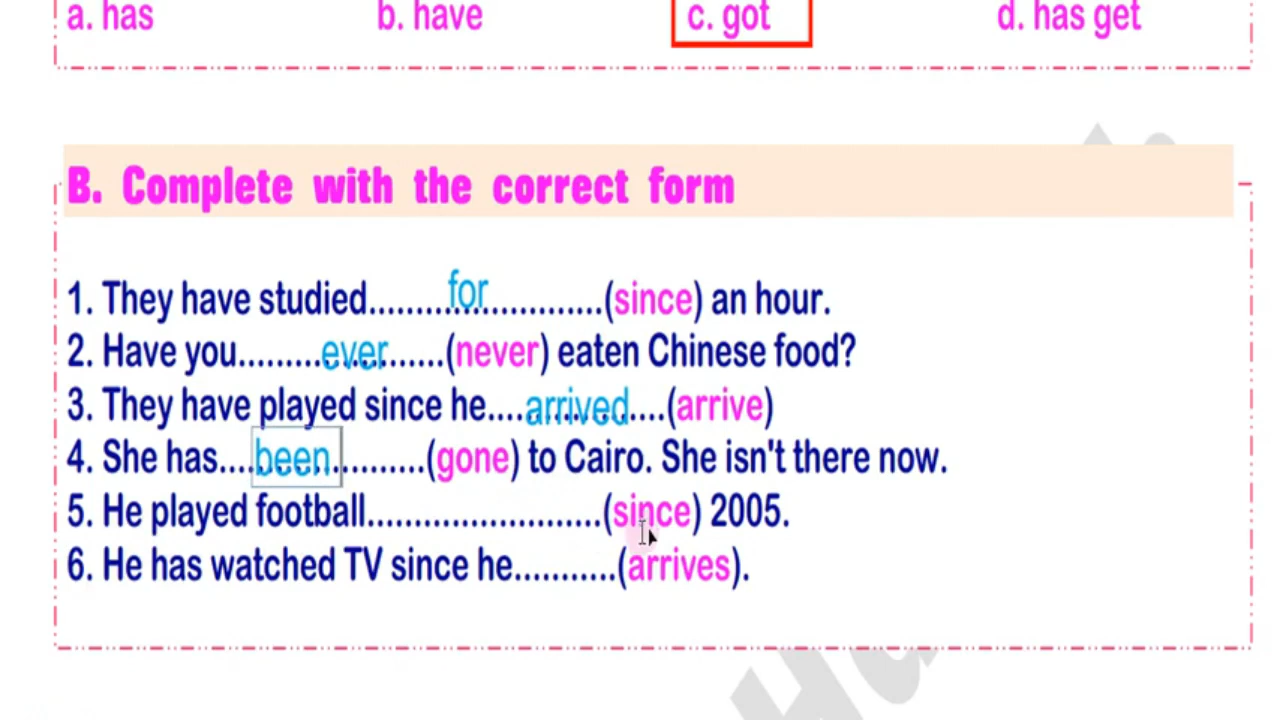 a. has b. have c. got d. has get
B. Complete with the correct form
1. They have studied..........for..............(since) an hour.
2. Have you.........ever......(never) eaten Chinese food?
3. They have played since he....arrived....(arrive)
4. She has....been..........(gone) to Cairo. She isn't there now.
5. He played football.........................(since) 2005.
6. He has watched TV since he...........(arrives).